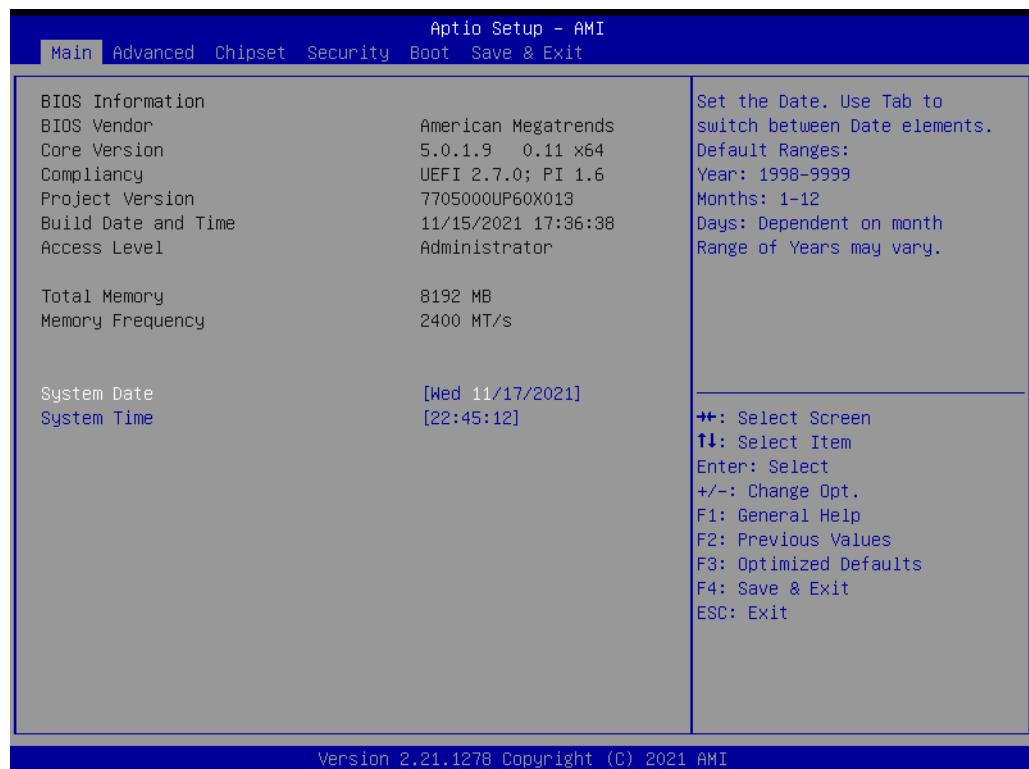 Aptio Setup – AMI
Main Advanced Chipset Security Boot Save & Exit
BIOS Information
BIOS Vendor American Megatrends
Core Version 5.0.1.9 0.11 x64
Compliancy UEFI 2.7.0; PI 1.6
Project Version 7705000UP60X013
Build Date and Time 11/15/2021 17:36:38
Access Level Administrator
Total Memory 8192 MB
Memory Frequency 2400 MT/s
System Date [Wed 11/17/2021]
System Time [22:45:12]
Set the Date. Use Tab to
switch between Date elements.
Default Ranges:
Year: 1998-9999
Months: 1-12
Days: Dependent on month
Range of Years may vary.
→←: Select Screen
↑↓: Select Item
Enter: Select
+/-: Change Opt.
F1: General Help
F2: Previous Values
F3: Optimized Defaults
F4: Save & Exit
ESC: Exit
Version 2.21.1278 Copyright (C) 2021 AMI